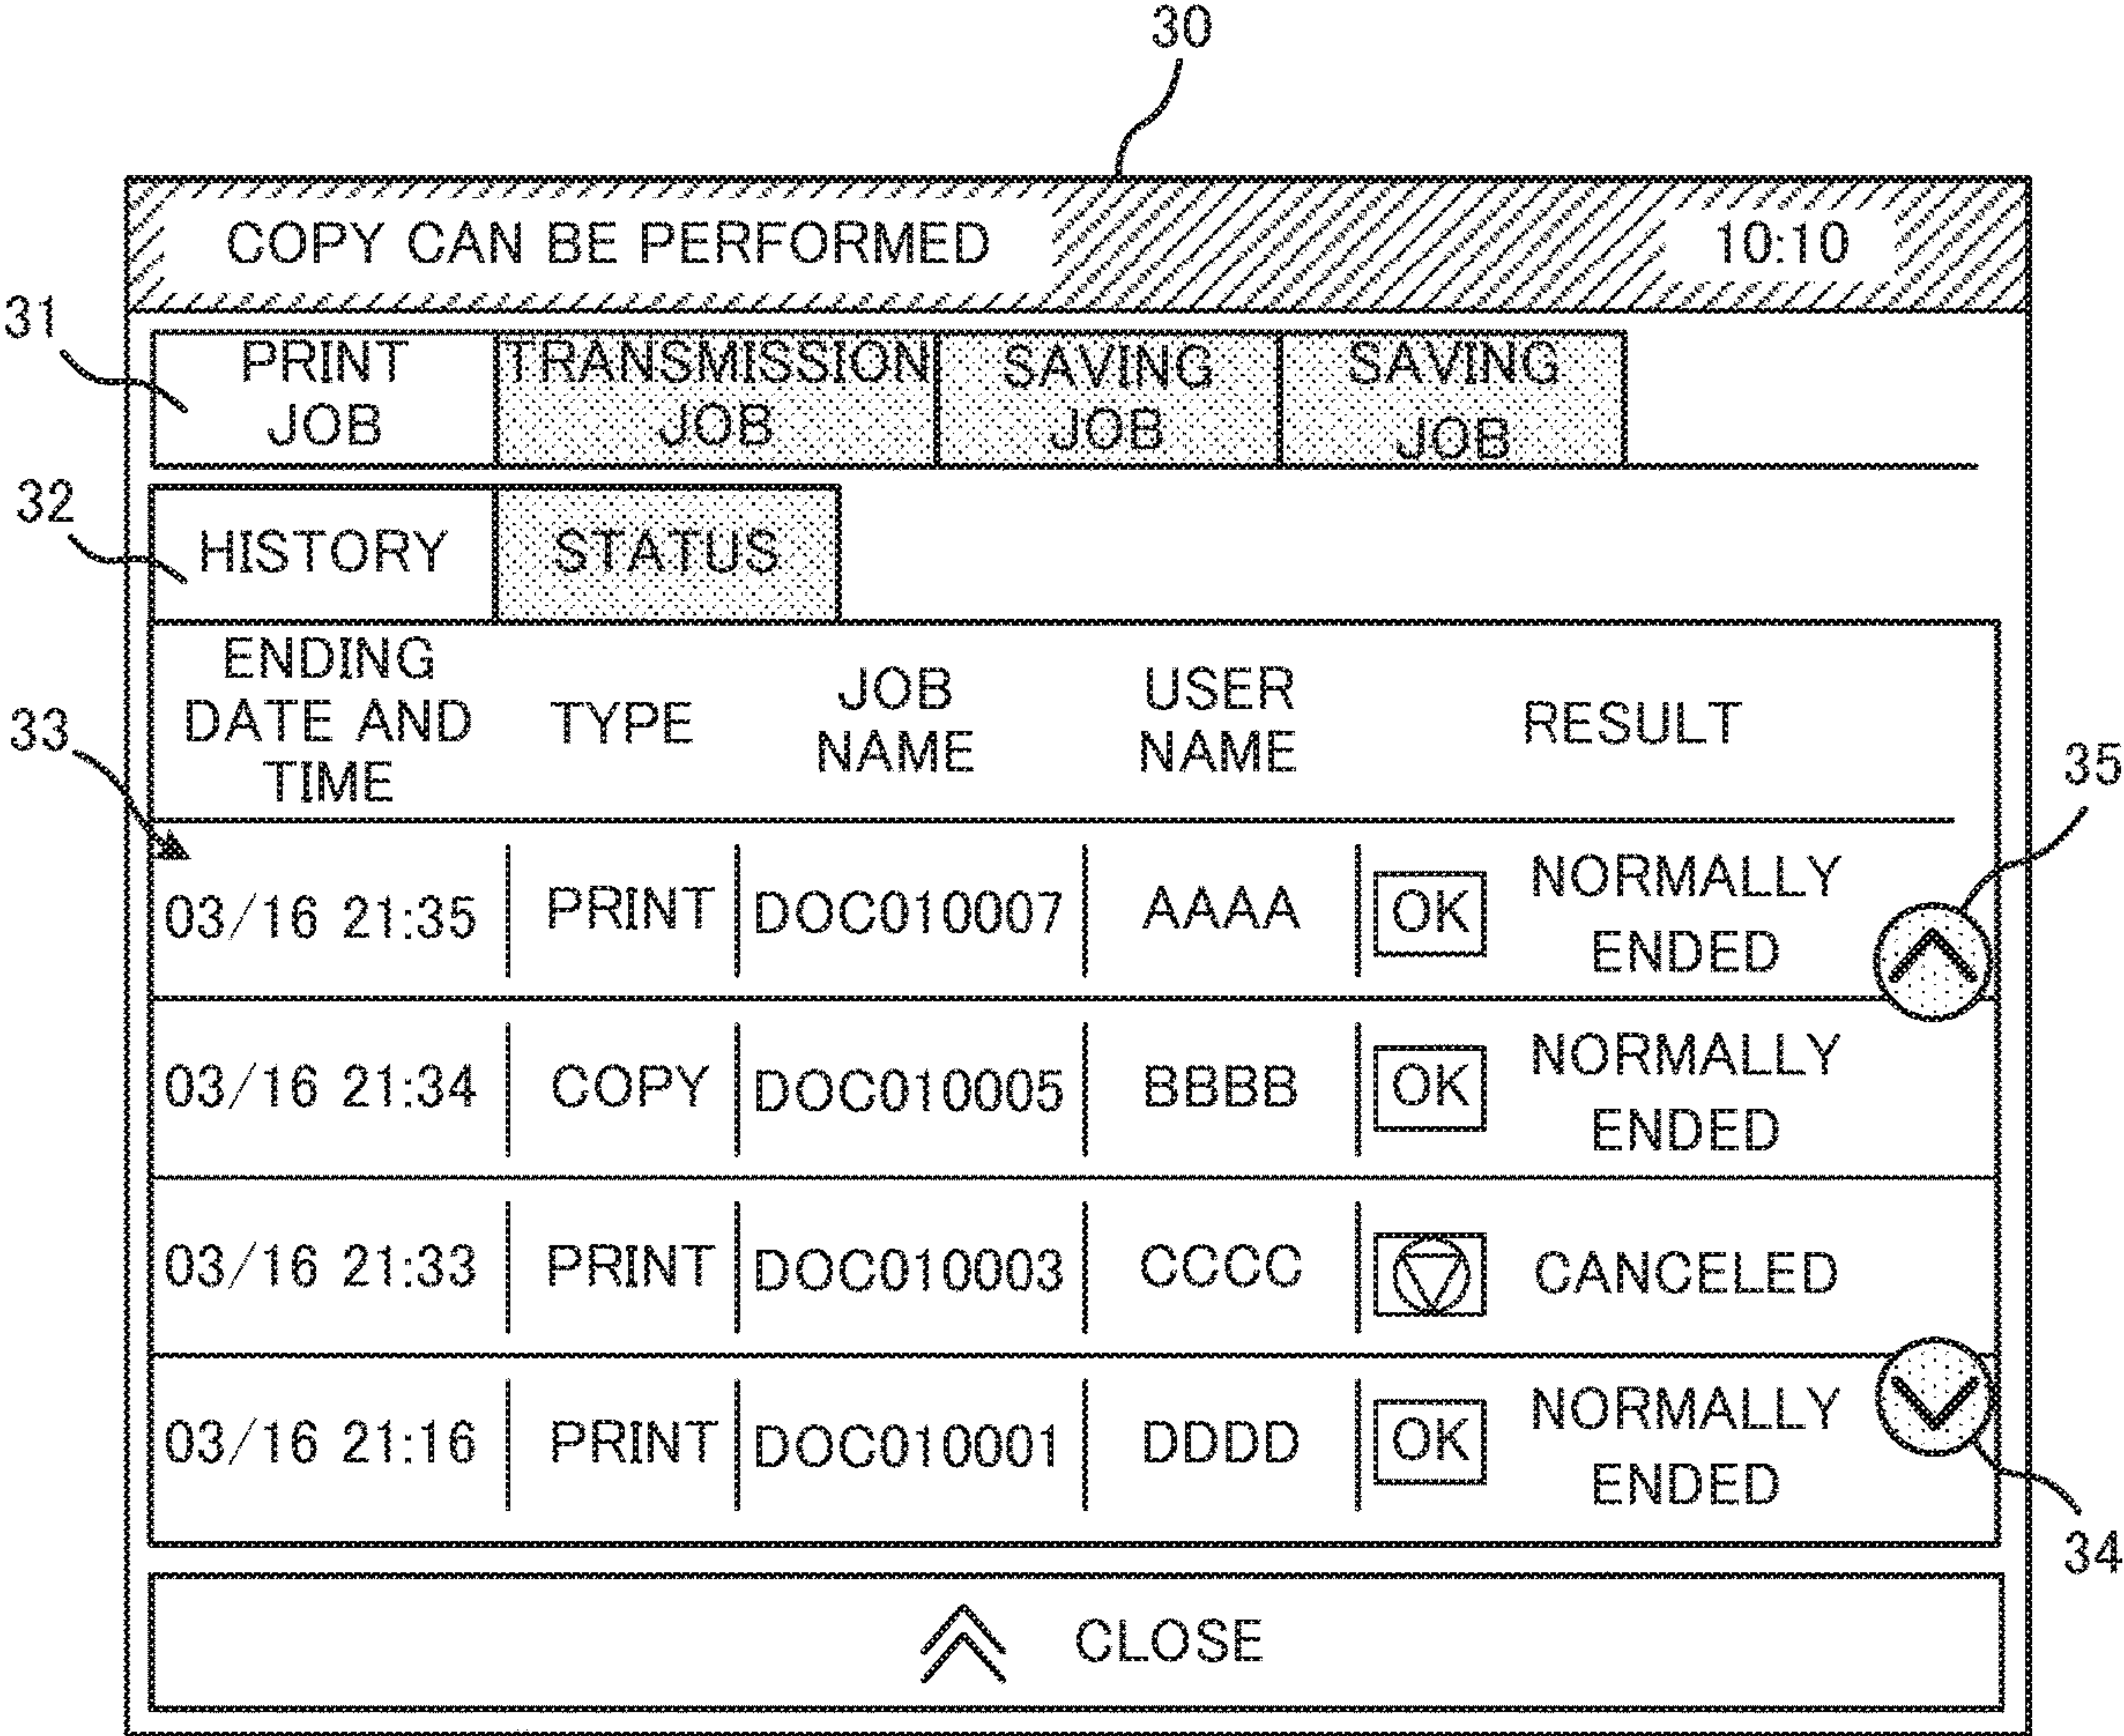 30
COPY CAN BE PERFORMED 10:10
31
PRINT JOB
TRANSMISSION JOB
SAVING JOB
SAVING JOB
32
HISTORY STATUS
33
ENDING DATE AND TIME
TYPE
JOB NAME
USER NAME
RESULT
35
03/16 21:35 PRINT DOC010007 AAAA OK NORMALLY ENDED
03/16 21:34 COPY DOC010005 BBBB OK NORMALLY ENDED
03/16 21:33 PRINT DOC010003 CCCC CANCELED
03/16 21:16 PRINT DOC010001 DDDD OK NORMALLY ENDED
34
CLOSE